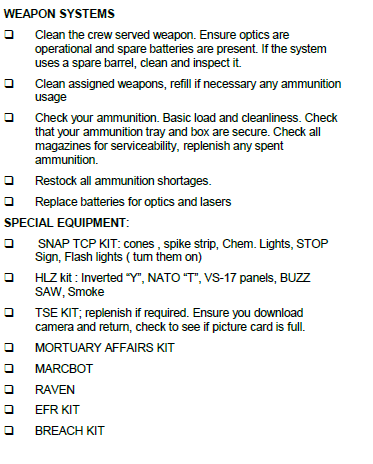 WEAPON SYSTEMS
❑ Clean the crew served weapon. Ensure optics are
operational and spare batteries are present. If the system
uses a spare barrel, clean and inspect it.
❑ Clean assigned weapons, refill if necessary any ammunition
usage
❑ Check your ammunition. Basic load and cleanliness. Check
that your ammunition tray and box are secure. Check all
magazines for serviceability, replenish any spent
ammunition.
❑ Restock all ammunition shortages.
❑ Replace batteries for optics and lasers
SPECIAL EQUIPMENT:
❑ SNAP TCP KIT: cones , spike strip, Chem. Lights, STOP
Sign, Flash lights ( turn them on)
❑ HLZ kit : Inverted “Y”, NATO “T”, VS-17 panels, BUZZ
SAW, Smoke
❑ TSE KIT; replenish if required. Ensure you download
camera and return, check to see if picture card is full.
❑ MORTUARY AFFAIRS KIT
❑ MARCBOT
❑ RAVEN
❑ EFR KIT
❑ BREACH KIT